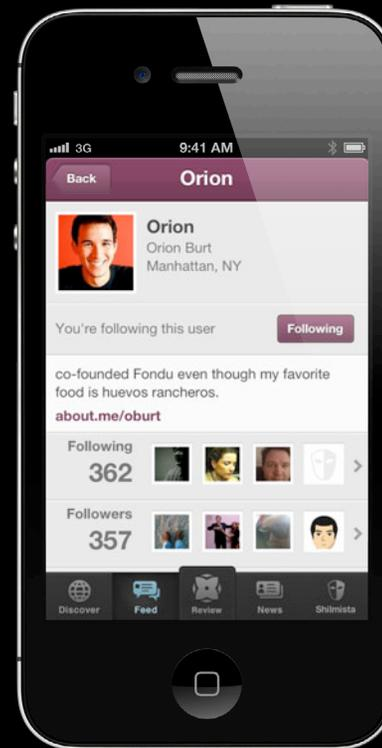 3G 9:41 AM
Back Orion
Orion
Orion Burt
Manhattan, NY
You're following this user Following
co-founded Fondu even though my favorite
food is huevos rancheros.
about.me/oburt
Following
362
Followers
357
Discover Feed Review News Shilmista